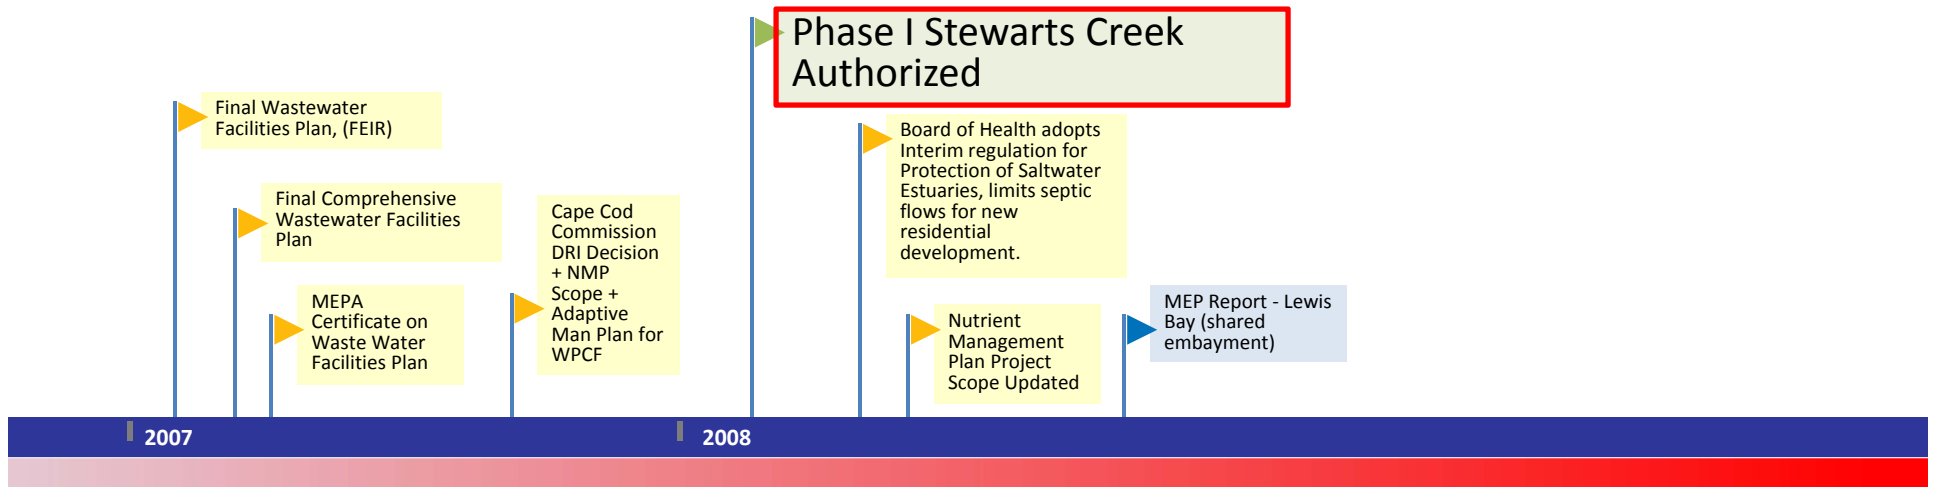 Phase I Stewarts Creek
Authorized
Final Wastewater
Facilities Plan, (FEIR)
Final Comprehensive
Wastewater Facilities
Plan
MEPA
Certificate on
Waste Water
Facilities Plan
Cape Cod
Commission
DRI Decision
+ NMP
Scope +
Adaptive
Man Plan for
WPCF
Board of Health adopts
Interim regulation for
Protection of Saltwater
Estuaries, limits septic
flows for new
residential
development.
Nutrient
Management
Plan Project
Scope Updated
MEP Report - Lewis
Bay (shared
embayment)
2007
2008